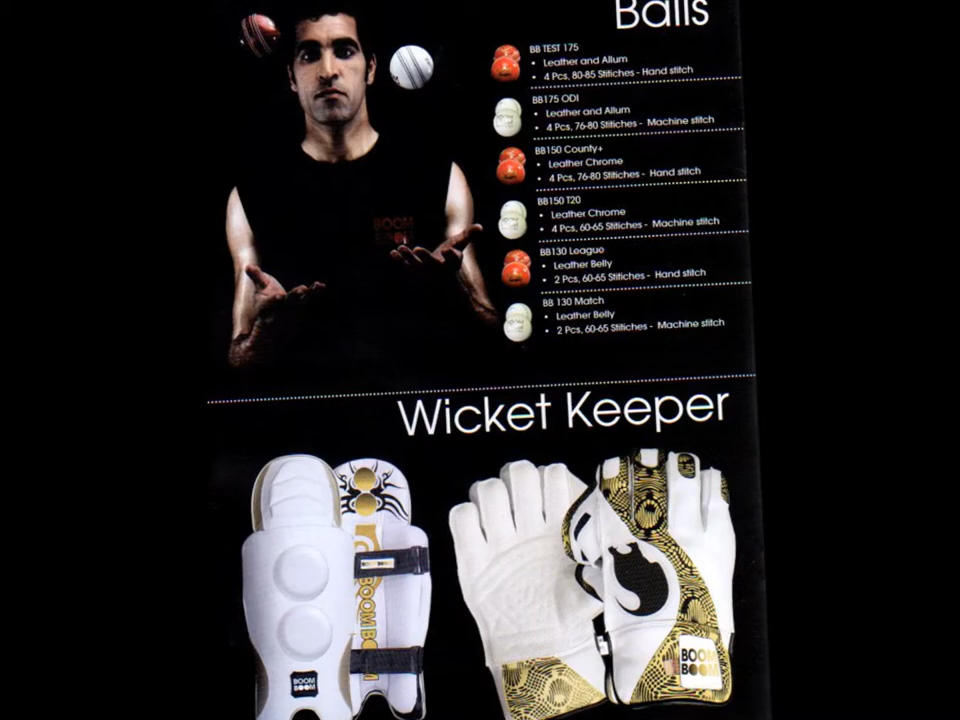 Balls
BB TEST 175
• Leather and Allum
• 4 Pcs, 80-85 Stitiches - Hand stitch
BB175 ODI
• Leather and Allum
• 4 Pcs, 76-80 Stitiches - Machine stitch
BB150 County+
• Leather Chrome
• 4 Pcs, 76-80 Stitiches - Hand stitch
BB150 T20
• Leather Chrome
• 4 Pcs, 60-65 Stitiches - Machine stitch
BB130 League
• Leather Belly
• 2 Pcs, 60-65 Stitiches - Hand stitch
BB 130 Match
• Leather Belly
• 2 Pcs, 60-65 Stitiches - Machine stitch
BOOM
BOOM
Wicket Keeper
BOOM BO
BOOM
BOOM
BOOM
BOOM